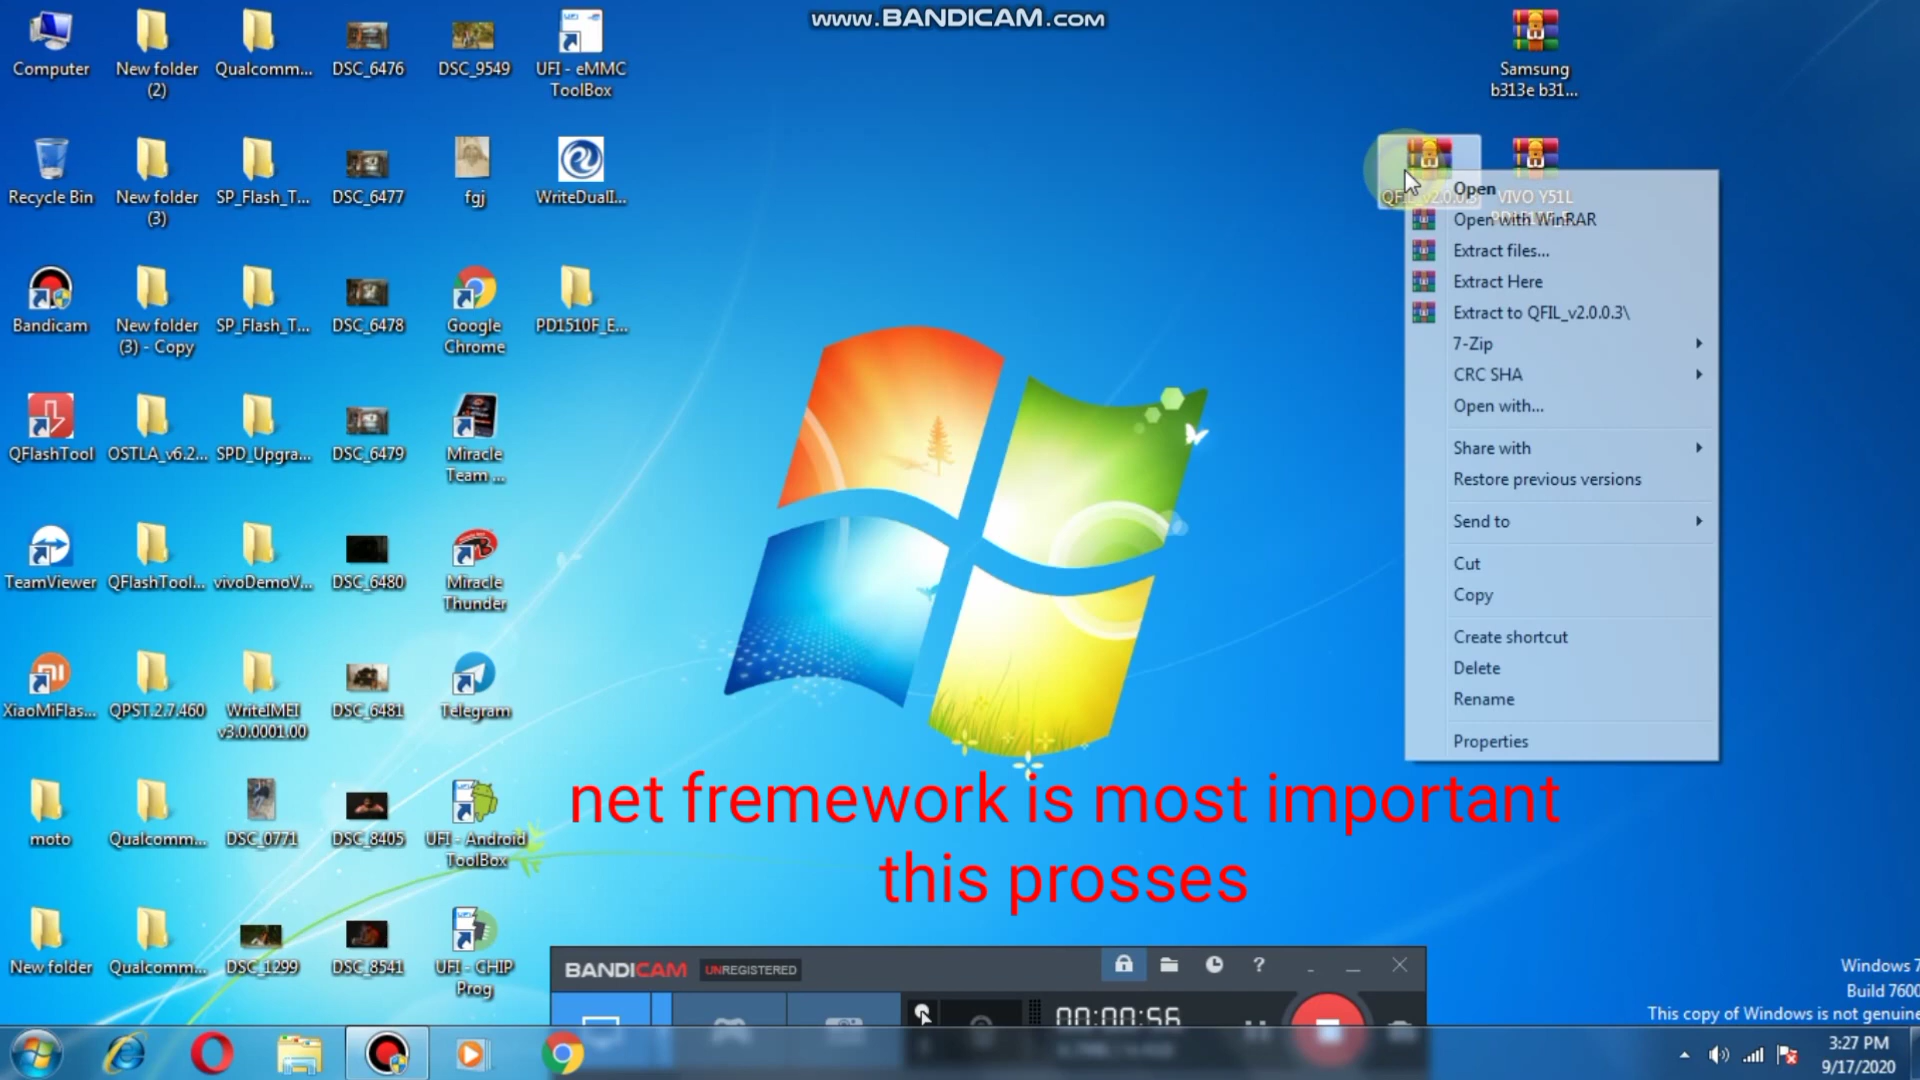 www.BANDICAM.com
Computer
New folder
(2)
Qualcomm...
DSC_6476
DSC_9549
UFI - eMMC
ToolBox
Samsung
b313e b31...
Recycle Bin
New folder
(3)
SP_Flash_T...
DSC_6477
fgj
WriteDualI...
QFIL_v2.0.0.3
VIVO Y51L
Open
Open with WinRAR
Extract files...
Extract Here
Extract to QFIL_v2.0.0.3\
7-Zip
CRC SHA
Open with...
Share with
Restore previous versions
Send to
Cut
Copy
Create shortcut
Delete
Rename
Properties
Bandicam
New folder
(3) - Copy
SP_Flash_T...
DSC_6478
Google
Chrome
PD1510F_E...
QFlashTool
OSTLA_v6.2...
SPD_Upgra...
DSC_6479
Miracle
Team ...
TeamViewer
QFlashTool...
vivoDemoV...
DSC_6480
Miracle
Thunder
XiaoMiFlas...
QPST.2.7.460
WriteIMEI
v3.0.0001.00
DSC_6481
Telegram
moto
Qualcomm...
DSC_0771
DSC_8405
UFI - Android
ToolBox
net fremework is most important
this prosses
New folder
Qualcomm...
DSC_1299
DSC_8541
UFI - CHIP
Prog
BANDICAM UNREGISTERED
00:00:56
Windows 7
Build 7600
This copy of Windows is not genuine
3:27 PM
9/17/2020